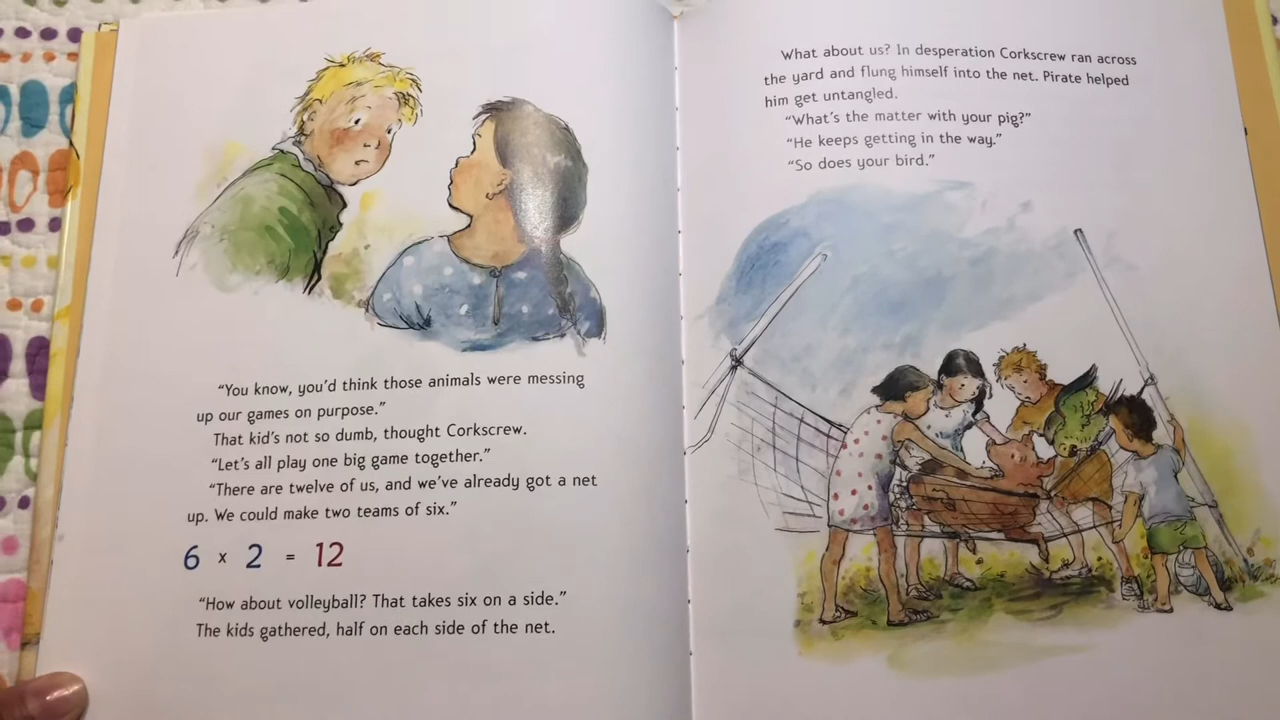 "You know, you'd think those animals were messing
up our games on purpose."
That kid's not so dumb, thought Corkscrew.
"Let's all play one big game together."
"There are twelve of us, and we've already got a net
up. We could make two teams of six."
6 x 2 = 12
"How about volleyball? That takes six on a side."
The kids gathered, half on each side of the net.
What about us? In desperation Corkscrew ran across
the yard and flung himself into the net. Pirate helped
him get untangled.
"What's the matter with your pig?"
"He keeps getting in the way."
"So does your bird."